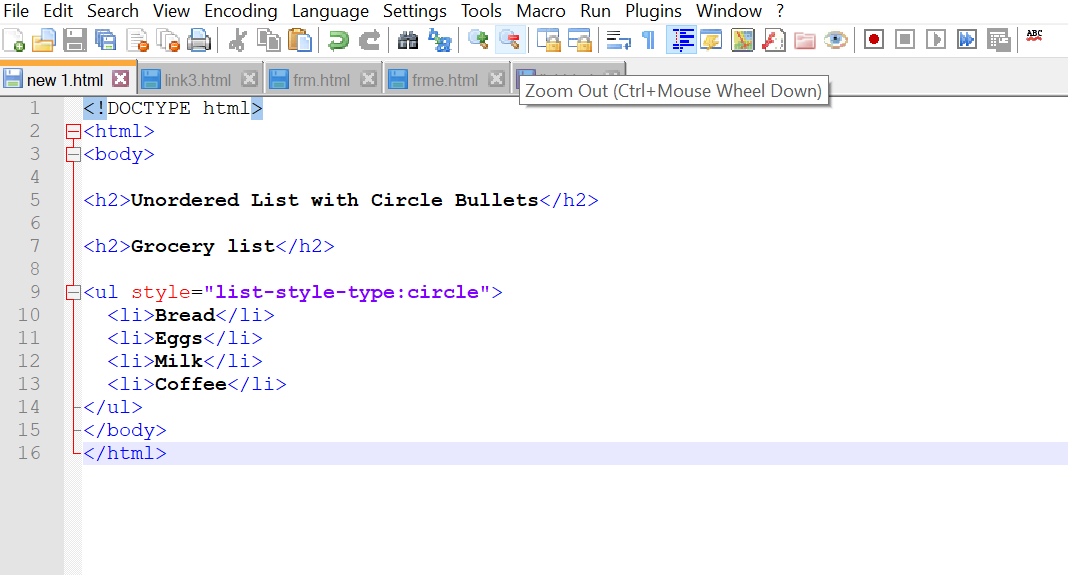 File Edit Search View Encoding Language Settings Tools Macro Run Plugins Window ?
ABC
new 1.html link3.html frm.html frme.html
Zoom Out (Ctrl+Mouse Wheel Down)
1 <!DOCTYPE html>
2 <html>
3 <body>
4
5 <h2>Unordered List with Circle Bullets</h2>
6
7 <h2>Grocery list</h2>
8
9 <ul style="list-style-type:circle">
10 <li>Bread</li>
11 <li>Eggs</li>
12 <li>Milk</li>
13 <li>Coffee</li>
14 </ul>
15 </body>
16 </html>